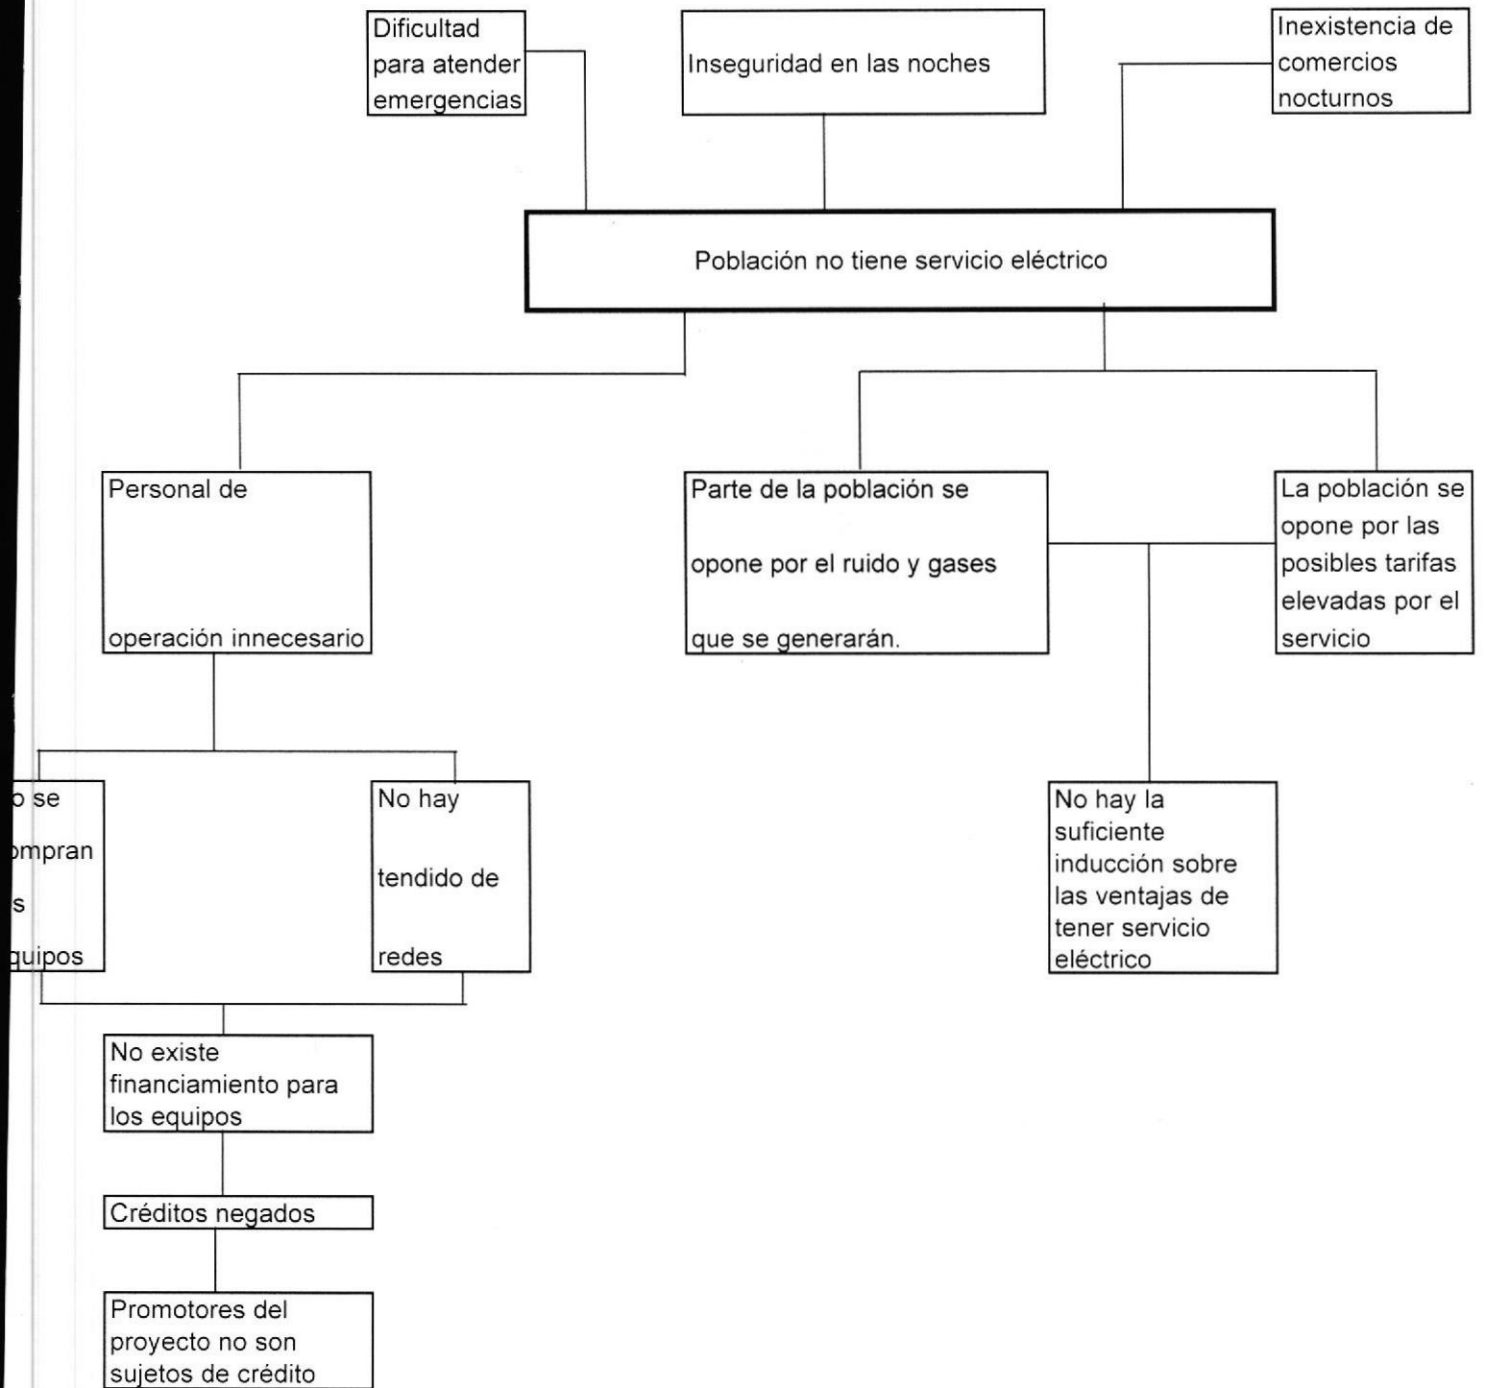 Dificultad
para atender
emergencias
Inseguridad en las noches
Inexistencia de
comercios
nocturnos
Población no tiene servicio eléctrico
Personal de
operación innecesario
Parte de la población se
opone por el ruido y gases
que se generarán.
La población se
opone por las
posibles tarifas
elevadas por el
servicio
o se
ompran
s
quipos
No hay
tendido de
redes
No hay la
suficiente
inducción sobre
las ventajas de
tener servicio
eléctrico
No existe
financiamiento para
los equipos
Créditos negados
Promotores del
proyecto no son
sujetos de crédito